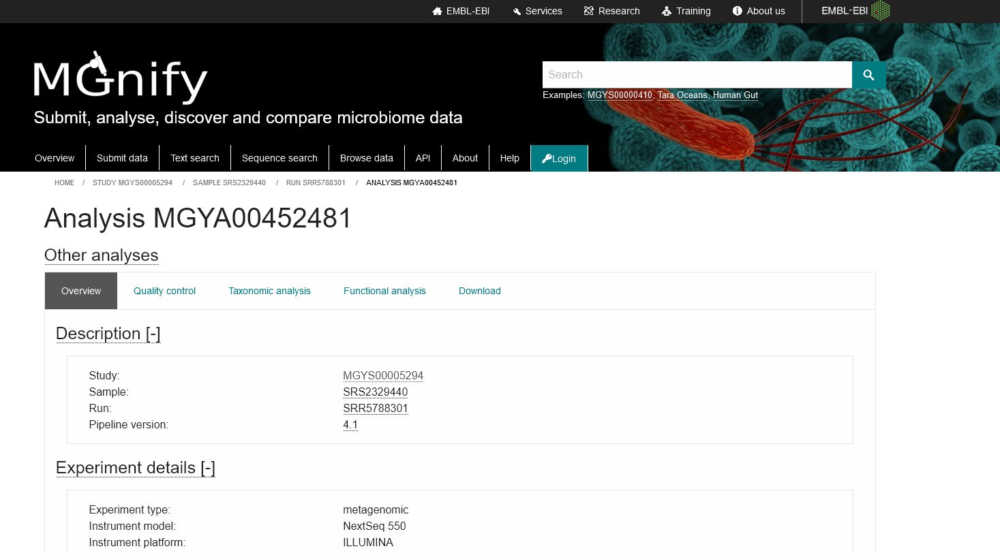 EMBL-EBI Services Research Training About us EMBL-EBI
MGnify
Search
Examples: MGYS00000410, Tara Oceans, Human Gut
Submit, analyse, discover and compare microbiome data
Overview Submit data Text search Sequence search Browse data API About Help Login
HOME / STUDY MGYS00005294 / SAMPLE SRS2329440 / RUN SRR5788301 / ANALYSIS MGYA00452481
Analysis MGYA00452481
Other analyses
Overview Quality control Taxonomic analysis Functional analysis Download
Description [-]
Study: MGYS00005294
Sample: SRS2329440
Run: SRR5788301
Pipeline version: 4.1
Experiment details [-]
Experiment type: metagenomic
Instrument model: NextSeq 550
Instrument platform: ILLUMINA